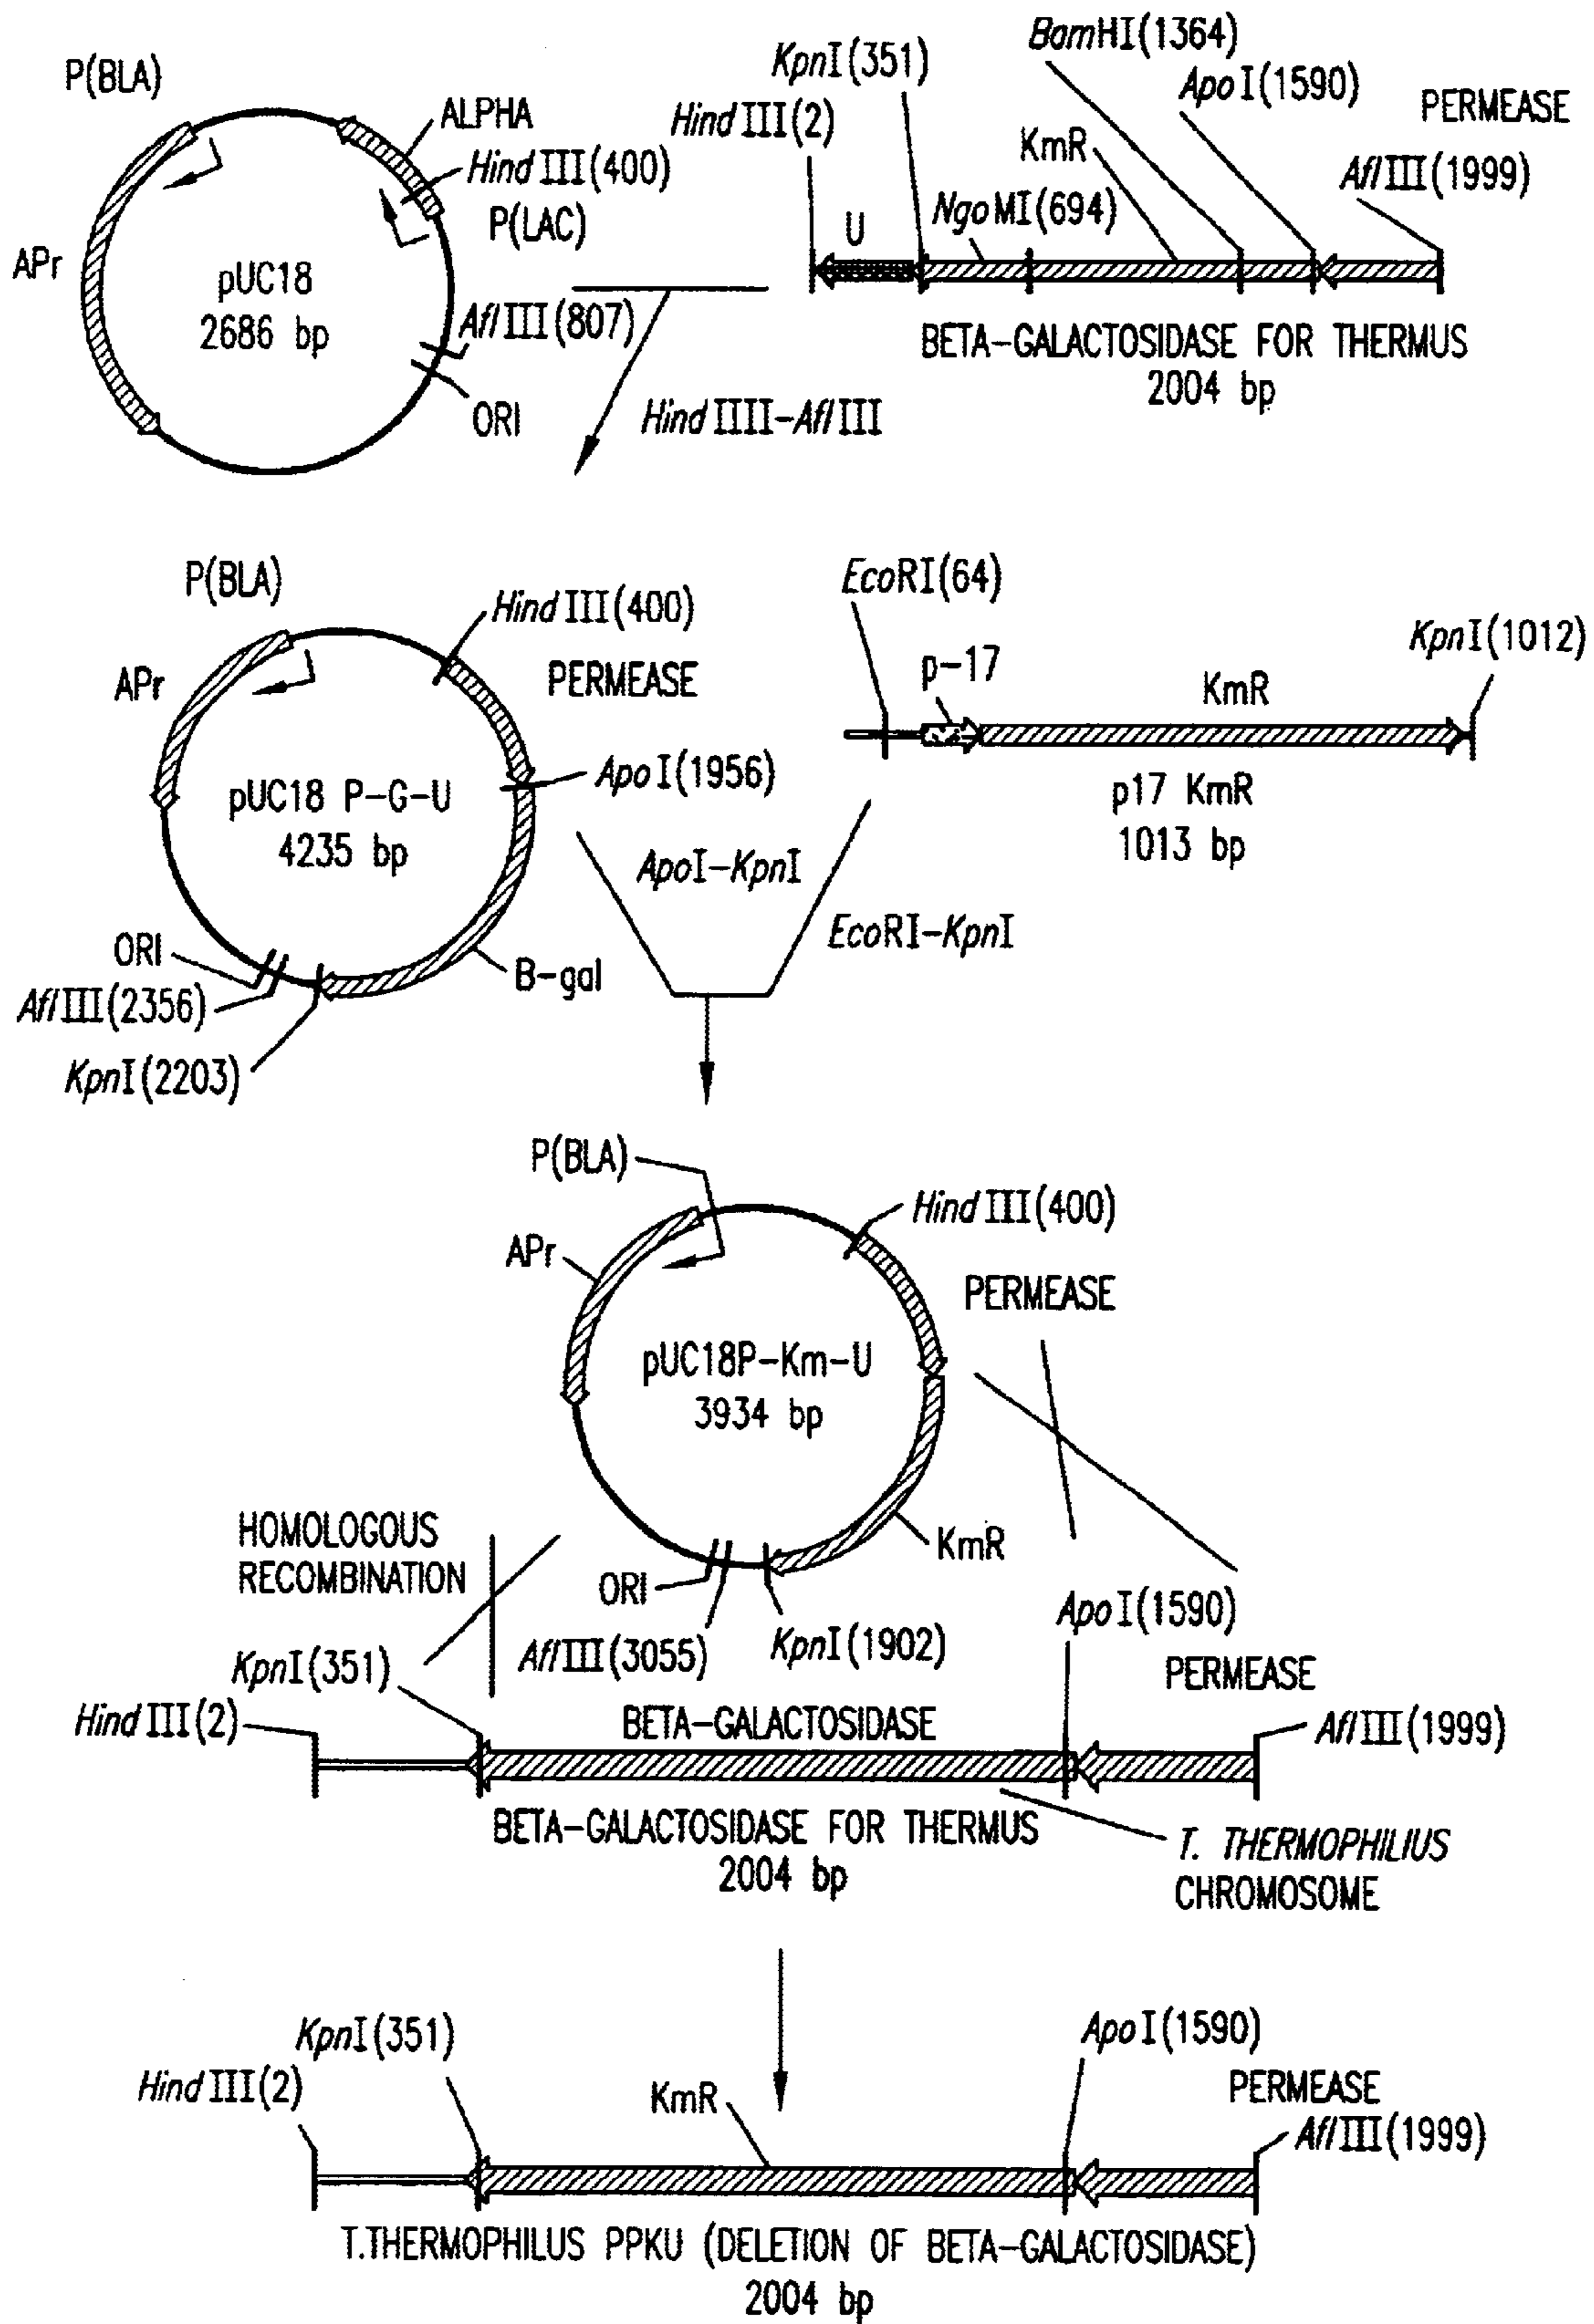 P(BLA)
ALPHA
HindIII(400)
P(LAC)
APr
pUC18
2686 bp
AflIII(807)
ORI
HindIIII-AflIII
HindIII(2)
KpnI(351)
BamHI(1364)
ApoI(1590)
PERMEASE
AflIII(1999)
KmR
NgoMI(694)
U
BETA-GALACTOSIDASE FOR THERMUS
2004 bp
P(BLA)
HindIII(400)
APr
PERMEASE
ApoI(1956)
pUC18 P-G-U
4235 bp
ORI
AflIII(2356)
KpnI(2203)
B-gal
ApoI-KpnI
EcoRI-KpnI
EcoRI(64)
p-17
KmR
KpnI(1012)
p17 KmR
1013 bp
P(BLA)
HindIII(400)
APr
PERMEASE
pUC18P-Km-U
3934 bp
HOMOLOGOUS
RECOMBINATION
ORI
KmR
AflIII(3055)
KpnI(1902)
ApoI(1590)
KpnI(351)
PERMEASE
HindIII(2)
BETA-GALACTOSIDASE
AflIII(1999)
BETA-GALACTOSIDASE FOR THERMUS
2004 bp
T. THERMOPHILIUS
CHROMOSOME
KpnI(351)
ApoI(1590)
HindIII(2)
KmR
PERMEASE
AflIII(1999)
T.THERMOPHILUS PPKU (DELETION OF BETA-GALACTOSIDASE)
2004 bp